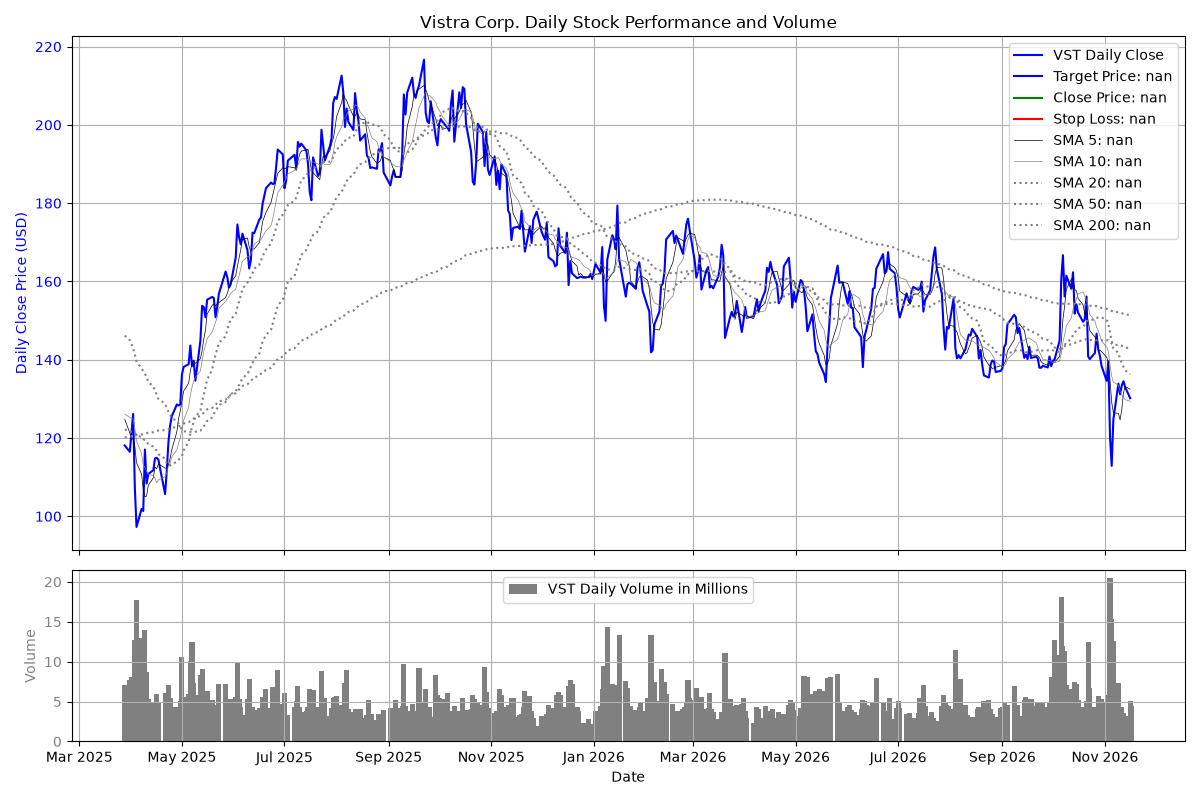 Vistra Corp. Daily Stock Performance and Volume
Daily Close Price (USD)
220
200
180
160
140
120
100
VST Daily Close
Target Price: nan
Close Price: nan
Stop Loss: nan
SMA 5: nan
SMA 10: nan
SMA 20: nan
SMA 50: nan
SMA 200: nan
Volume
20
15
10
5
0
VST Daily Volume in Millions
Mar 2025 May 2025 Jul 2025 Sep 2025 Nov 2025 Jan 2026 Mar 2026 May 2026 Jul 2026 Sep 2026 Nov 2026
Date